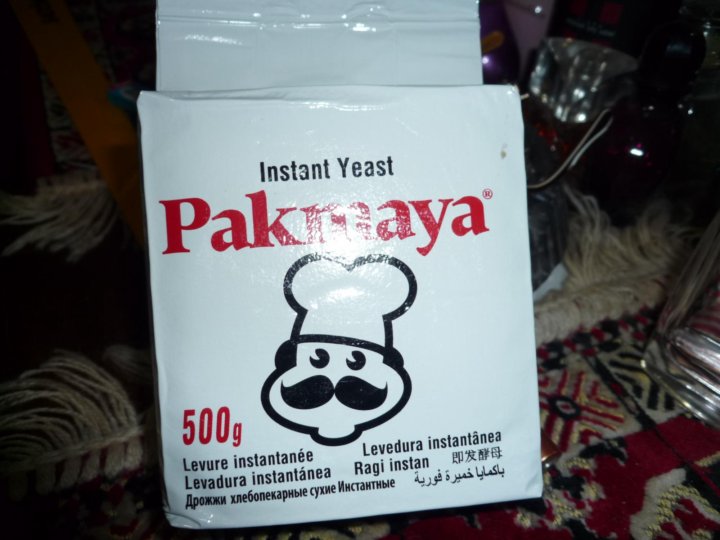 Instant Yeast
Pakmaya®
500g
Levure instantanée
Levedura instantânea
Levadura instantánea
Ragi instan
即发酵母
Дрожжи хлебопекарные сухие Инстантные
باكمايا خميرة فورية